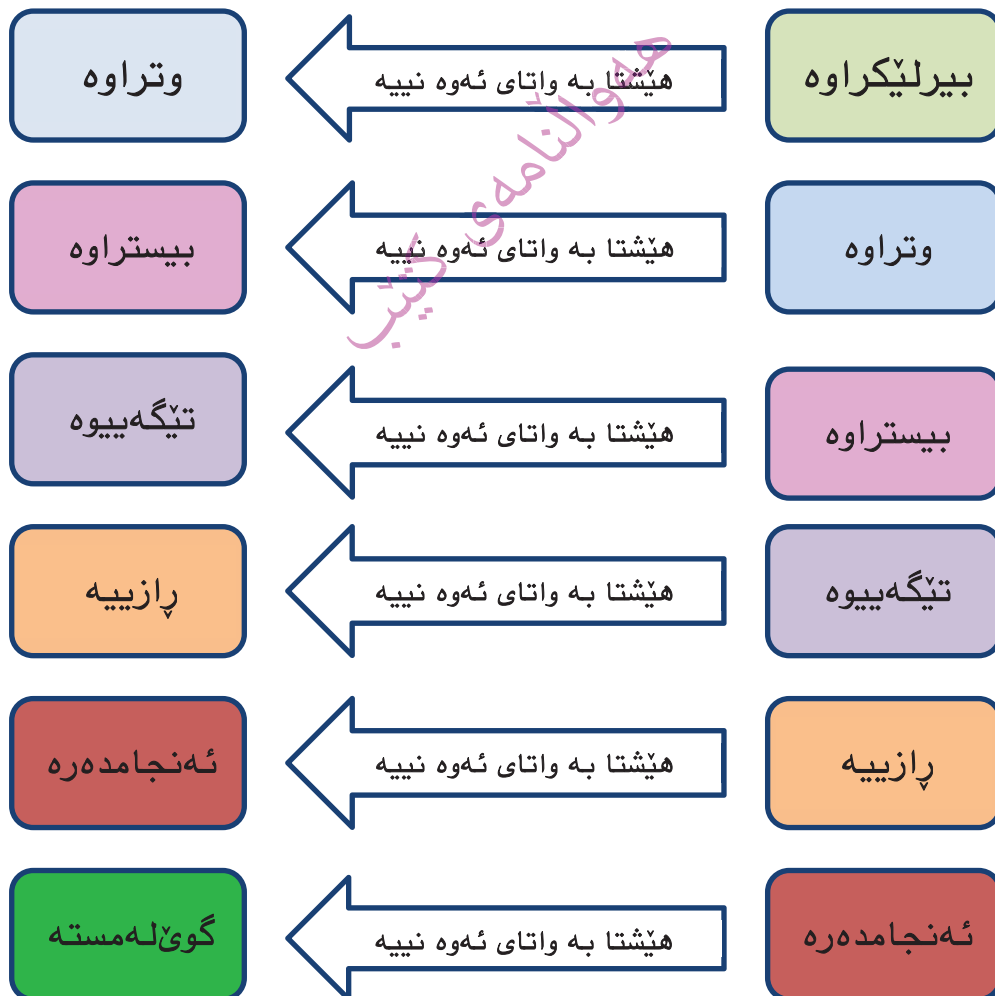 بیرلێکراوە هێشتا بە واتای ئەوە نییە وتراوە
وتراوە هێشتا بە واتای ئەوە نییە بیستراوە
بیستراوە هێشتا بە واتای ئەوە نییە تێگەییوە
تێگەییوە هێشتا بە واتای ئەوە نییە ڕازییە
ڕازییە هێشتا بە واتای ئەوە نییە ئەنجامدەرە
ئەنجامدەرە هێشتا بە واتای ئەوە نییە گوێلەمستە
هەواڵنامەی کتێب